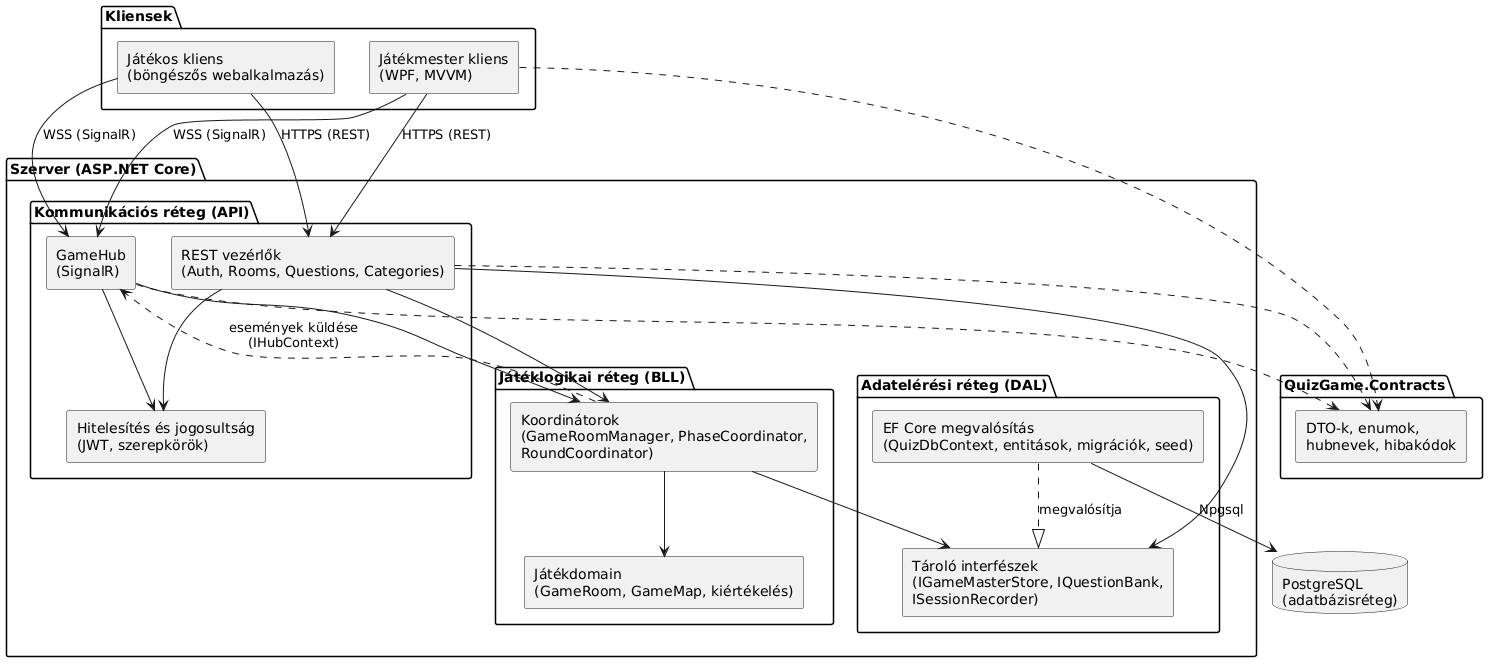 Kliensek
Játékos kliens
(böngészős webalkalmazás)
Játékmester kliens
(WPF, MVVM)
WSS (SignalR)
WSS (SignalR)
HTTPS (REST)
HTTPS (REST)
Szerver (ASP.NET Core)
Kommunikációs réteg (API)
GameHub
(SignalR)
REST vezérlők
(Auth, Rooms, Questions, Categories)
események küldése
(IHubContext)
Hitelesítés és jogosultság
(JWT, szerepkörök)
Játéklogikai réteg (BLL)
Koordinátorok
(GameRoomManager, PhaseCoordinator,
RoundCoordinator)
Játékdomain
(GameRoom, GameMap, kiértékelés)
Adatelérési réteg (DAL)
EF Core megvalósítás
(QuizDbContext, entitások, migrációk, seed)
megvalósítja
Npgsql
Tároló interfészek
(IGameMasterStore, IQuestionBank,
ISessionRecorder)
QuizGame.Contracts
DTO-k, enumok,
hubnevek, hibakódok
PostgreSQL
(adatbázisréteg)